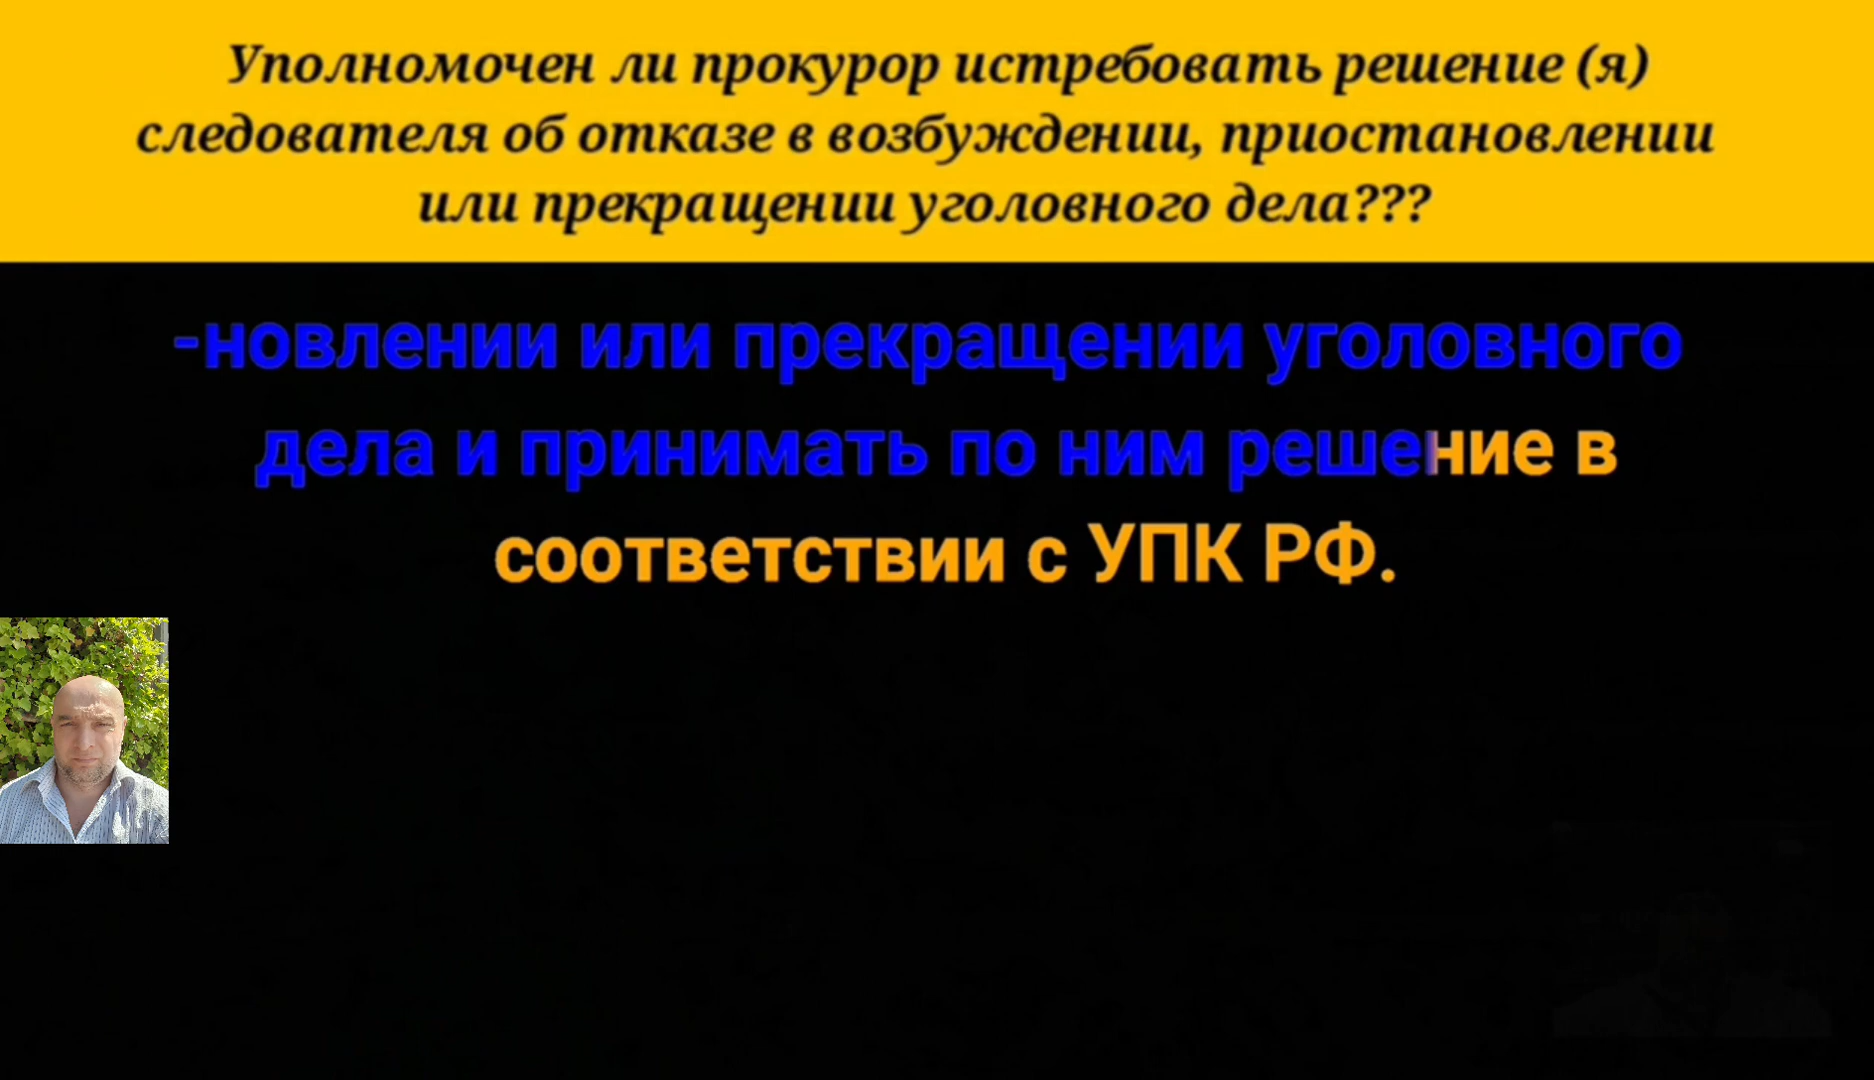 Уполномочен ли прокурор истребовать решение (я)
следователя об отказе в возбуждении, приостановлении
или прекращении уголовного дела???
-новлении или прекращении уголовного
дела и принимать по ним решение в
соответствии с УПК РФ.